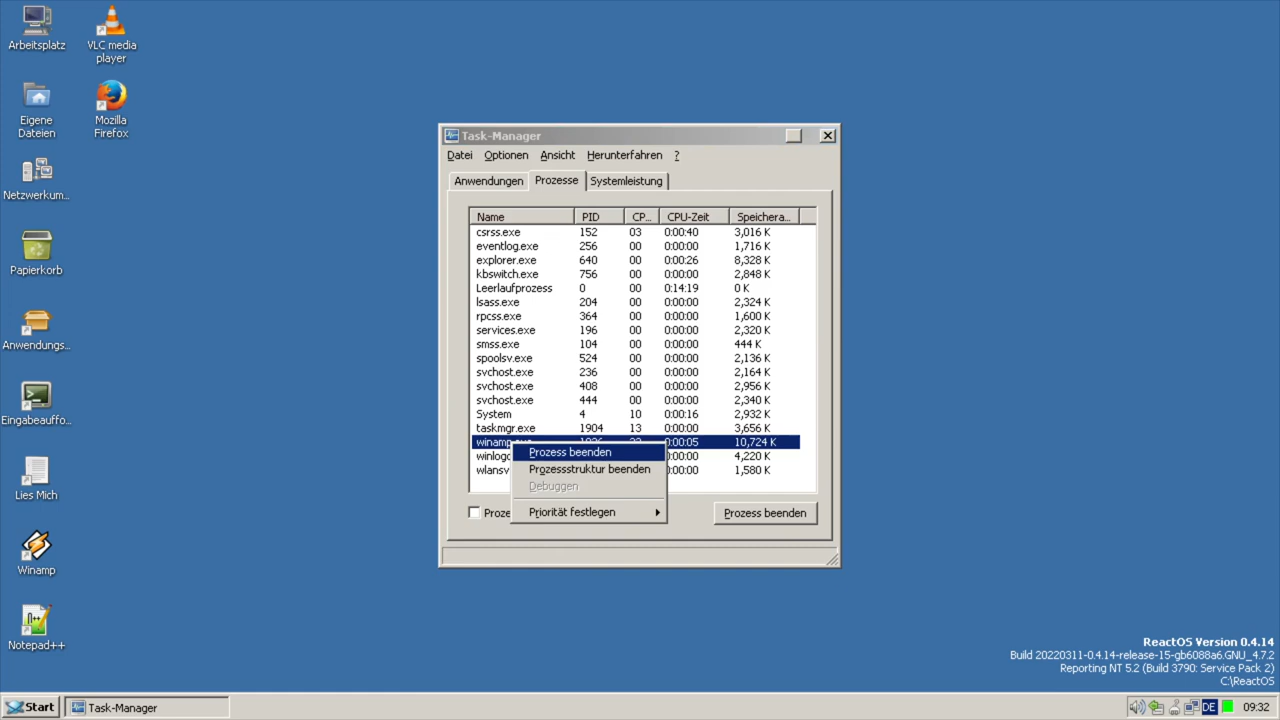 Arbeitsplatz
VLC media
player
Eigene
Dateien
Mozilla
Firefox
Netzwerkum...
Papierkorb
Anwendungs...
Eingabeauffo...
Lies Mich
Winamp
Notepad++
Task-Manager
Datei Optionen Ansicht Herunterfahren ?
Anwendungen Prozesse Systemleistung
Name PID CP... CPU-Zeit Speichera...
csrss.exe 152 03 0:00:40 3,016 K
eventlog.exe 256 00 0:00:00 1,716 K
explorer.exe 640 00 0:00:26 8,328 K
kbswitch.exe 756 00 0:00:00 2,848 K
Leerlaufprozess 0 00 0:14:19 0 K
lsass.exe 204 00 0:00:00 2,324 K
rpcss.exe 364 00 0:00:00 1,600 K
services.exe 196 00 0:00:00 2,320 K
smss.exe 104 00 0:00:00 444 K
spoolsv.exe 524 00 0:00:00 2,136 K
svchost.exe 236 00 0:00:00 2,164 K
svchost.exe 408 00 0:00:00 2,956 K
svchost.exe 444 00 0:00:00 2,340 K
System 4 10 0:00:16 2,932 K
taskmgr.exe 1904 13 0:00:00 3,656 K
winamp.exe 0:00:05 10,724 K
winlogo 0:00:00 4,220 K
wlansv 0:00:00 1,580 K
Prozess beenden
Prozessstruktur beenden
Debuggen
Priorität festlegen
Proze
Prozess beenden
ReactOS Version 0.4.14
Build 20220311-0.4.14-release-15-gb6088a6.GNU_4.7.2
Reporting NT 5.2 (Build 3790: Service Pack 2)
C:\ReactOS
Start Task-Manager DE 09:32